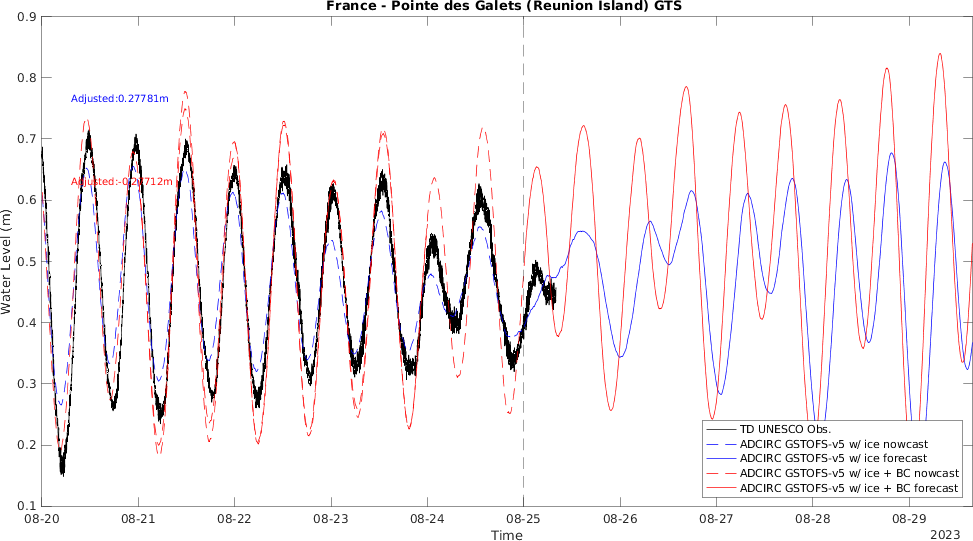 France - Pointe des Galets (Reunion Island) GTS
0.9
0.8
0.7
0.6
0.5
0.4
0.3
0.2
0.1
Water Level (m)
Adjusted:0.27781m
TD UNESCO Obs.
ADCIRC GSTOFS-v5 w/ ice nowcast
ADCIRC GSTOFS-v5 w/ ice forecast
ADCIRC GSTOFS-v5 w/ ice + BC nowcast
ADCIRC GSTOFS-v5 w/ ice + BC forecast
08-20 08-21 08-22 08-23 08-24 08-25 08-26 08-27 08-28 08-29
Time
2023